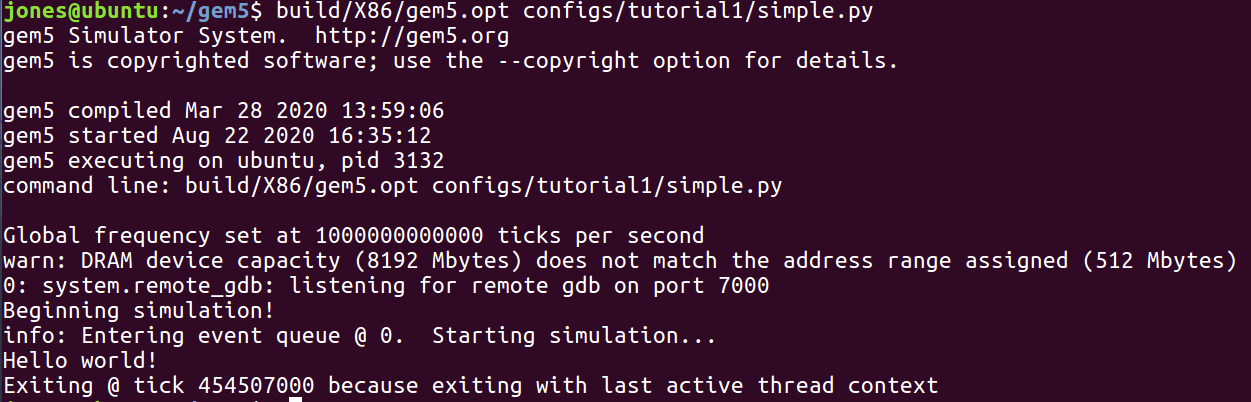 jones@ubuntu:~/gem5$ build/X86/gem5.opt configs/tutorial1/simple.py
gem5 Simulator System.  http://gem5.org
gem5 is copyrighted software; use the --copyright option for details.
gem5 compiled Mar 28 2020 13:59:06
gem5 started Aug 22 2020 16:35:12
gem5 executing on ubuntu, pid 3132
command line: build/X86/gem5.opt configs/tutorial1/simple.py
Global frequency set at 1000000000000 ticks per second
warn: DRAM device capacity (8192 Mbytes) does not match the address range assigned (512 Mbytes)
0: system.remote_gdb: listening for remote gdb on port 7000
Beginning simulation!
info: Entering event queue @ 0.  Starting simulation...
Hello world!
Exiting @ tick 454507000 because exiting with last active thread context